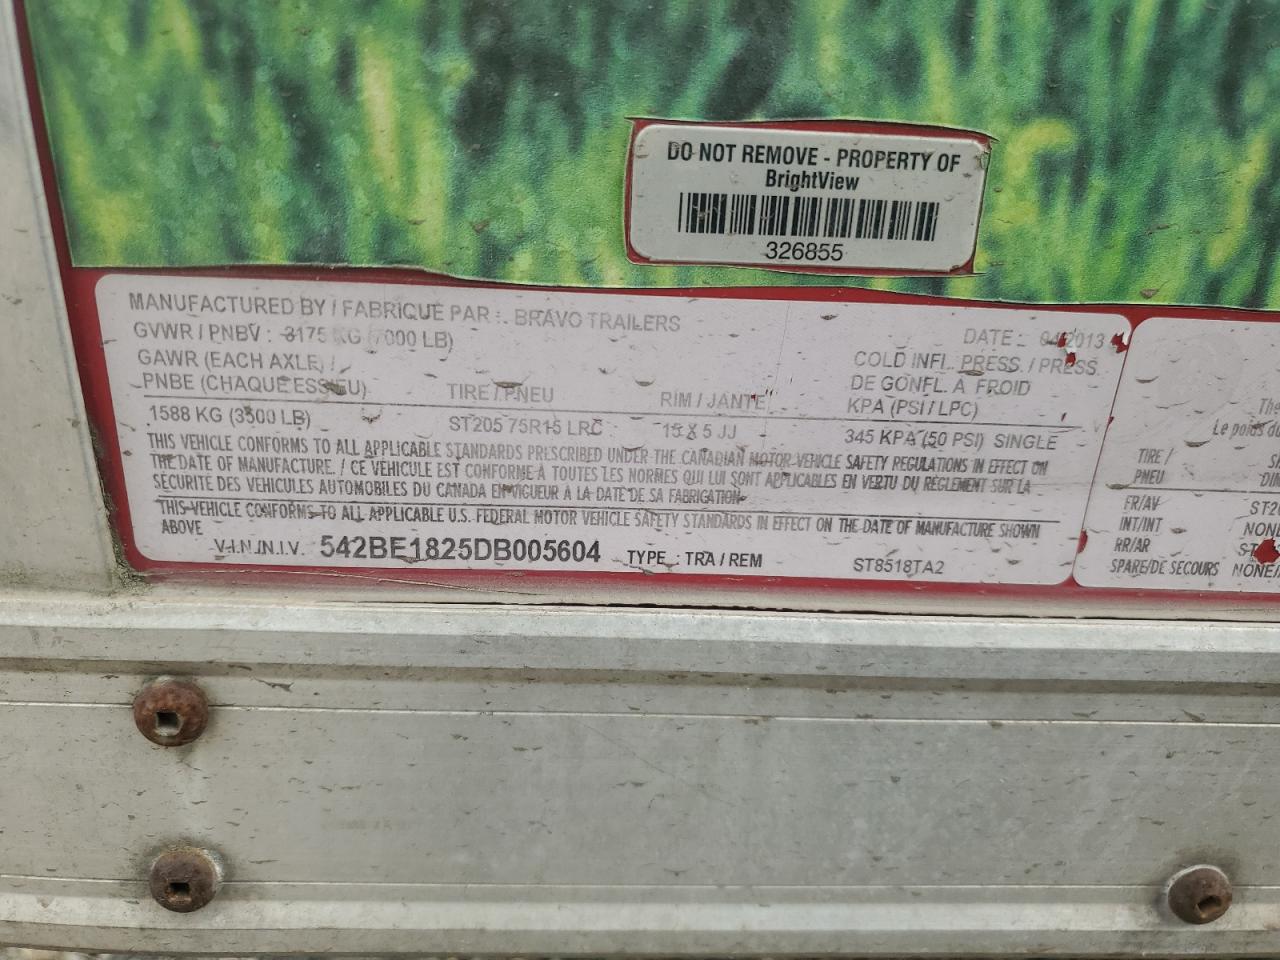 DO NOT REMOVE - PROPERTY OF
BrightView
326855
MANUFACTURED BY / FABRIQUE PAR : BRAVO TRAILERS
GVWR / PNBV : 3175 KG (7000 LB)
DATE : 04/2013
GAWR (EACH AXLE) /
PNBE (CHAQUE ESSIEU)
TIRE / PNEU
RIM / JANTE
COLD INFL. PRESS. / PRESS.
DE GONFL. A FROID
KPA (PSI / LPC)
1588 KG (3500 LB)
ST205 75R15 LRC
15 X 5 JJ
345 KPA (50 PSI) SINGLE
THIS VEHICLE CONFORMS TO ALL APPLICABLE STANDARDS PRESCRIBED UNDER THE CANADIAN MOTOR VEHICLE SAFETY REGULATIONS IN EFFECT ON
THE DATE OF MANUFACTURE. / CE VEHICULE EST CONFORME À TOUTES LES NORMES QUI LUI SONT APPLICABLES EN VERTU DU RÈGLEMENT SUR LA
SÉCURITÉ DES VÉHICULES AUTOMOBILES DU CANADA EN VIGUEUR À LA DATE DE SA FABRICATION.
THIS VEHICLE CONFORMS TO ALL APPLICABLE U.S. FEDERAL MOTOR VEHICLE SAFETY STANDARDS IN EFFECT ON THE DATE OF MANUFACTURE SHOWN
ABOVE
V.I.N./N.I.V. 542BE1825DB005604 TYPE : TRA / REM ST8518TA2
Le poids du
TIRE /
PNEU
FR/AV
INT/INT
RR/AR
SPARE/DE SECOURS